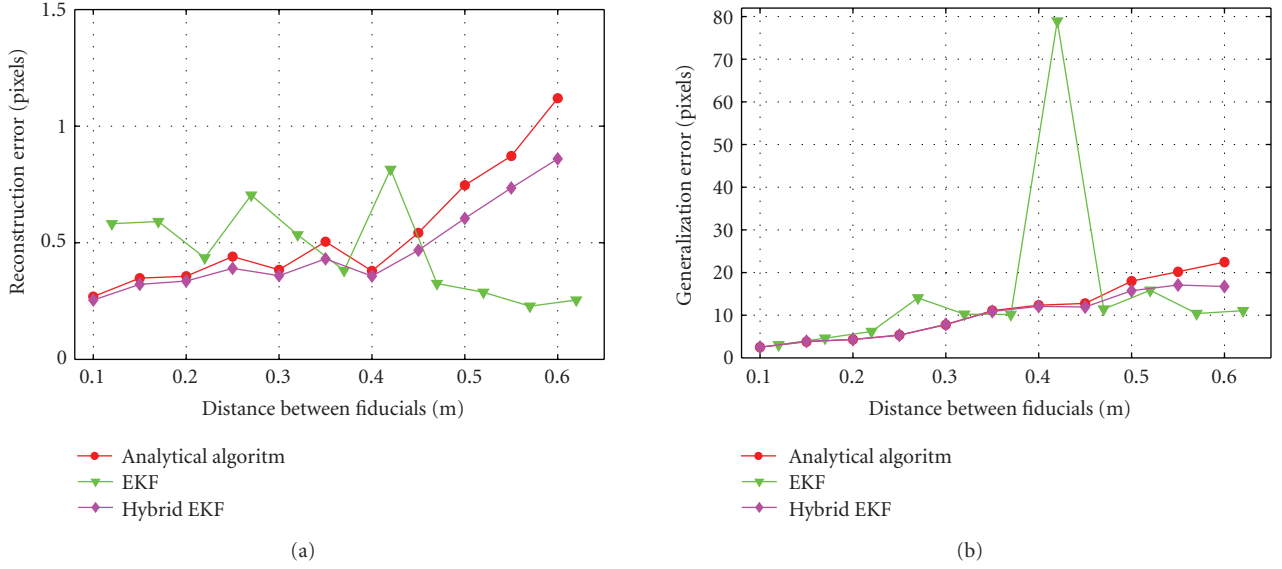 Reconstruction error (pixels)
1.5
1
0.5
0
0.1 0.2 0.3 0.4 0.5 0.6
Distance between fiducials (m)
Analytical algoritm
EKF
Hybrid EKF
(a)
Generalization error (pixels)
80
70
60
50
40
30
20
10
0
0.1 0.2 0.3 0.4 0.5 0.6
Distance between fiducials (m)
Analytical algoritm
EKF
Hybrid EKF
(b)